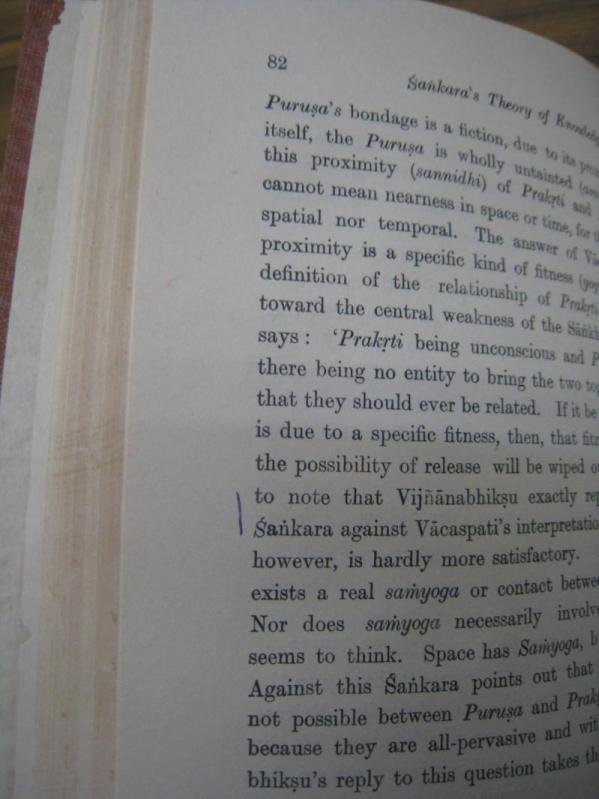 82
Śaṅkara's Theory of
Puruṣa's bondage is a fiction, due to its
itself, the Puruṣa is wholly untainted
this proximity (sannidhi) of Prakṛti and
cannot mean nearness in space or time, for
spatial nor temporal. The answer of
proximity is a specific kind of fitness
definition of the relationship of Prakṛti
toward the central weakness of the
says : 'Prakṛti being unconscious and
there being no entity to bring the two
that they should ever be related. If it be
is due to a specific fitness, then, that
the possibility of release will be wiped
to note that Vijñānabhikṣu exactly
Śaṅkara against Vācaspati's
however, is hardly more satisfactory.
exists a real saṁyoga or contact
Nor does saṁyoga necessarily
seems to think. Space has Saṁyoga,
Against this Śaṅkara points out that
not possible between Puruṣa and
because they are all-pervasive and
bhikṣu's reply to this question takes